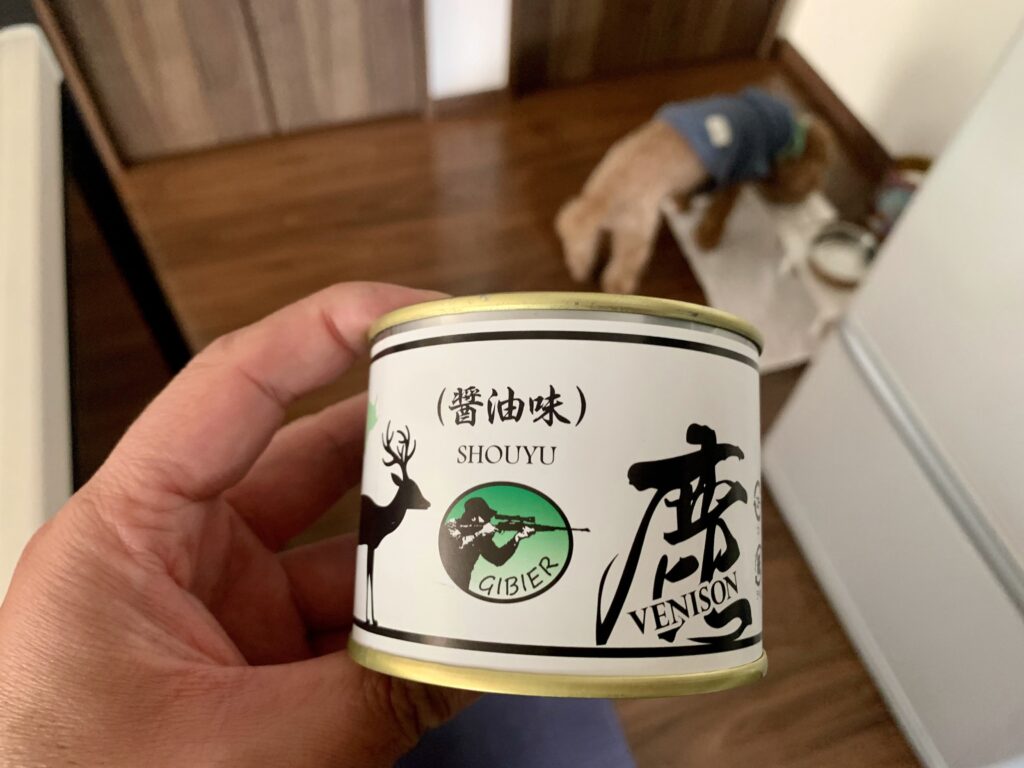 (醤油味)
SHOUYU
GIBIER
鹿
VENISON